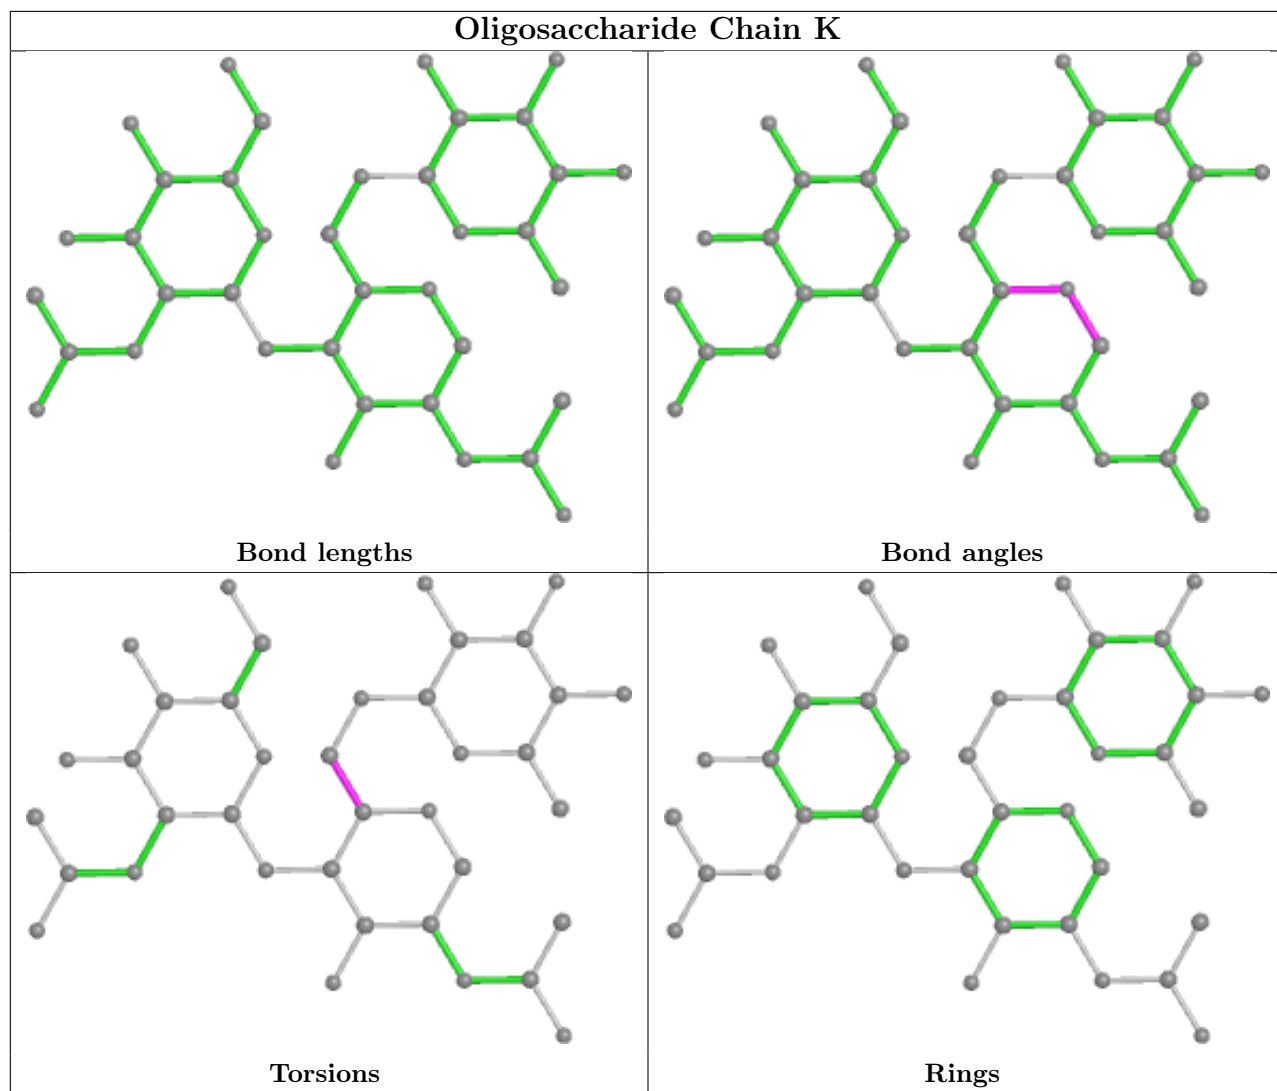 Oligosaccharide Chain K
Bond lengths
Bond angles
Torsions
Rings